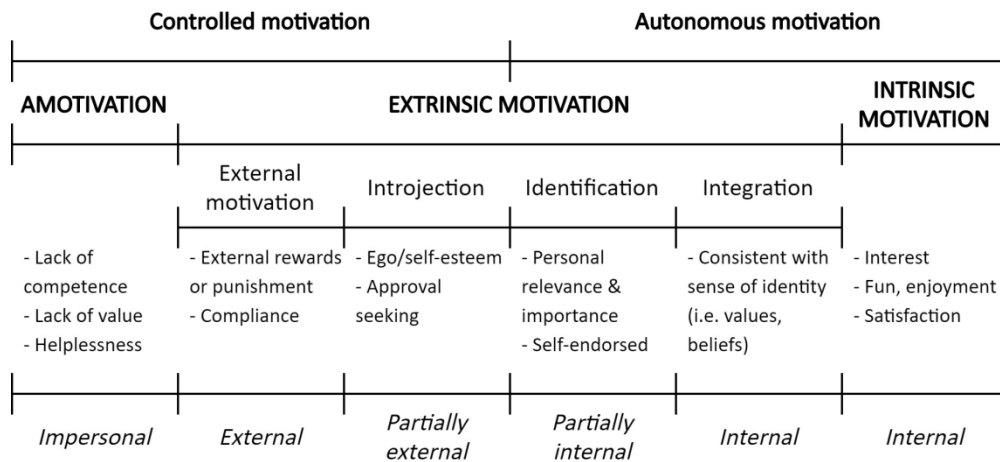 Controlled motivation
Autonomous motivation
AMOTIVATION
EXTRINSIC MOTIVATION
INTRINSIC
MOTIVATION
External
motivation
Introjection
Identification
Integration
- Lack of
competence
- Lack of value
- Helplessness
- External rewards
or punishment
- Compliance
- Ego/self-esteem
- Approval
seeking
- Personal
relevance &
importance
- Self-endorsed
- Consistent with
sense of identity
(i.e. values,
beliefs)
- Interest
- Fun, enjoyment
- Satisfaction
Impersonal
External
Partially
external
Partially
internal
Internal
Internal